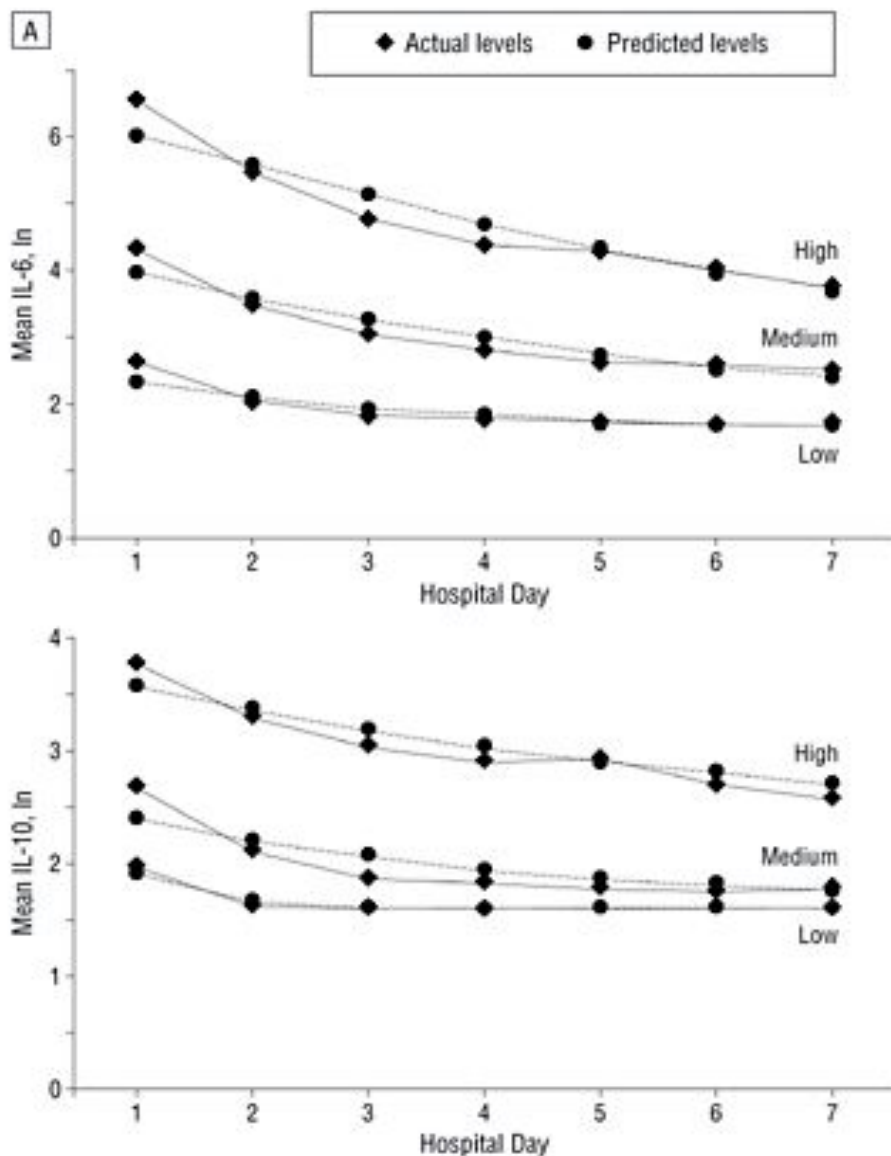 A
Actual levels Predicted levels
Mean IL-6, ln
6
4
2
0
High
Medium
Low
1 2 3 4 5 6 7
Hospital Day
Mean IL-10, ln
4
3
2
1
0
High
Medium
Low
1 2 3 4 5 6 7
Hospital Day